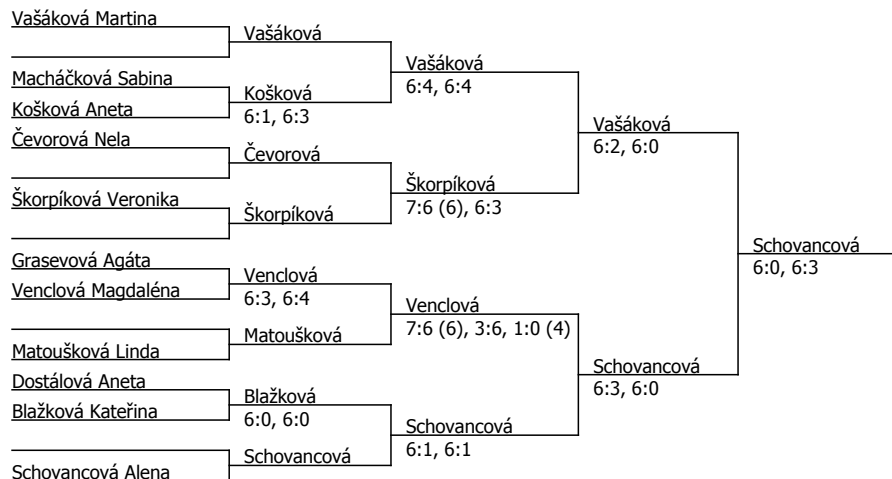 Vašáková Martina
Vašáková
Vašáková
6:4, 6:4
Macháčková Sabina
Košková
Košková Aneta
6:1, 6:3
Vašáková
6:2, 6:0
Čevorová Nela
Čevorová
Škorpíková
7:6 (6), 6:3
Škorpíková Veronika
Škorpíková
Schovancová
6:0, 6:3
Grasevová Agáta
Venclová
Venclová Magdaléna
6:3, 6:4
Venclová
7:6 (6), 3:6, 1:0 (4)
Matoušková
Matoušková Linda
Schovancová
6:3, 6:0
Dostálová Aneta
Blažková
Blažková Kateřina
6:0, 6:0
Schovancová
6:1, 6:1
Schovancová
Schovancová Alena